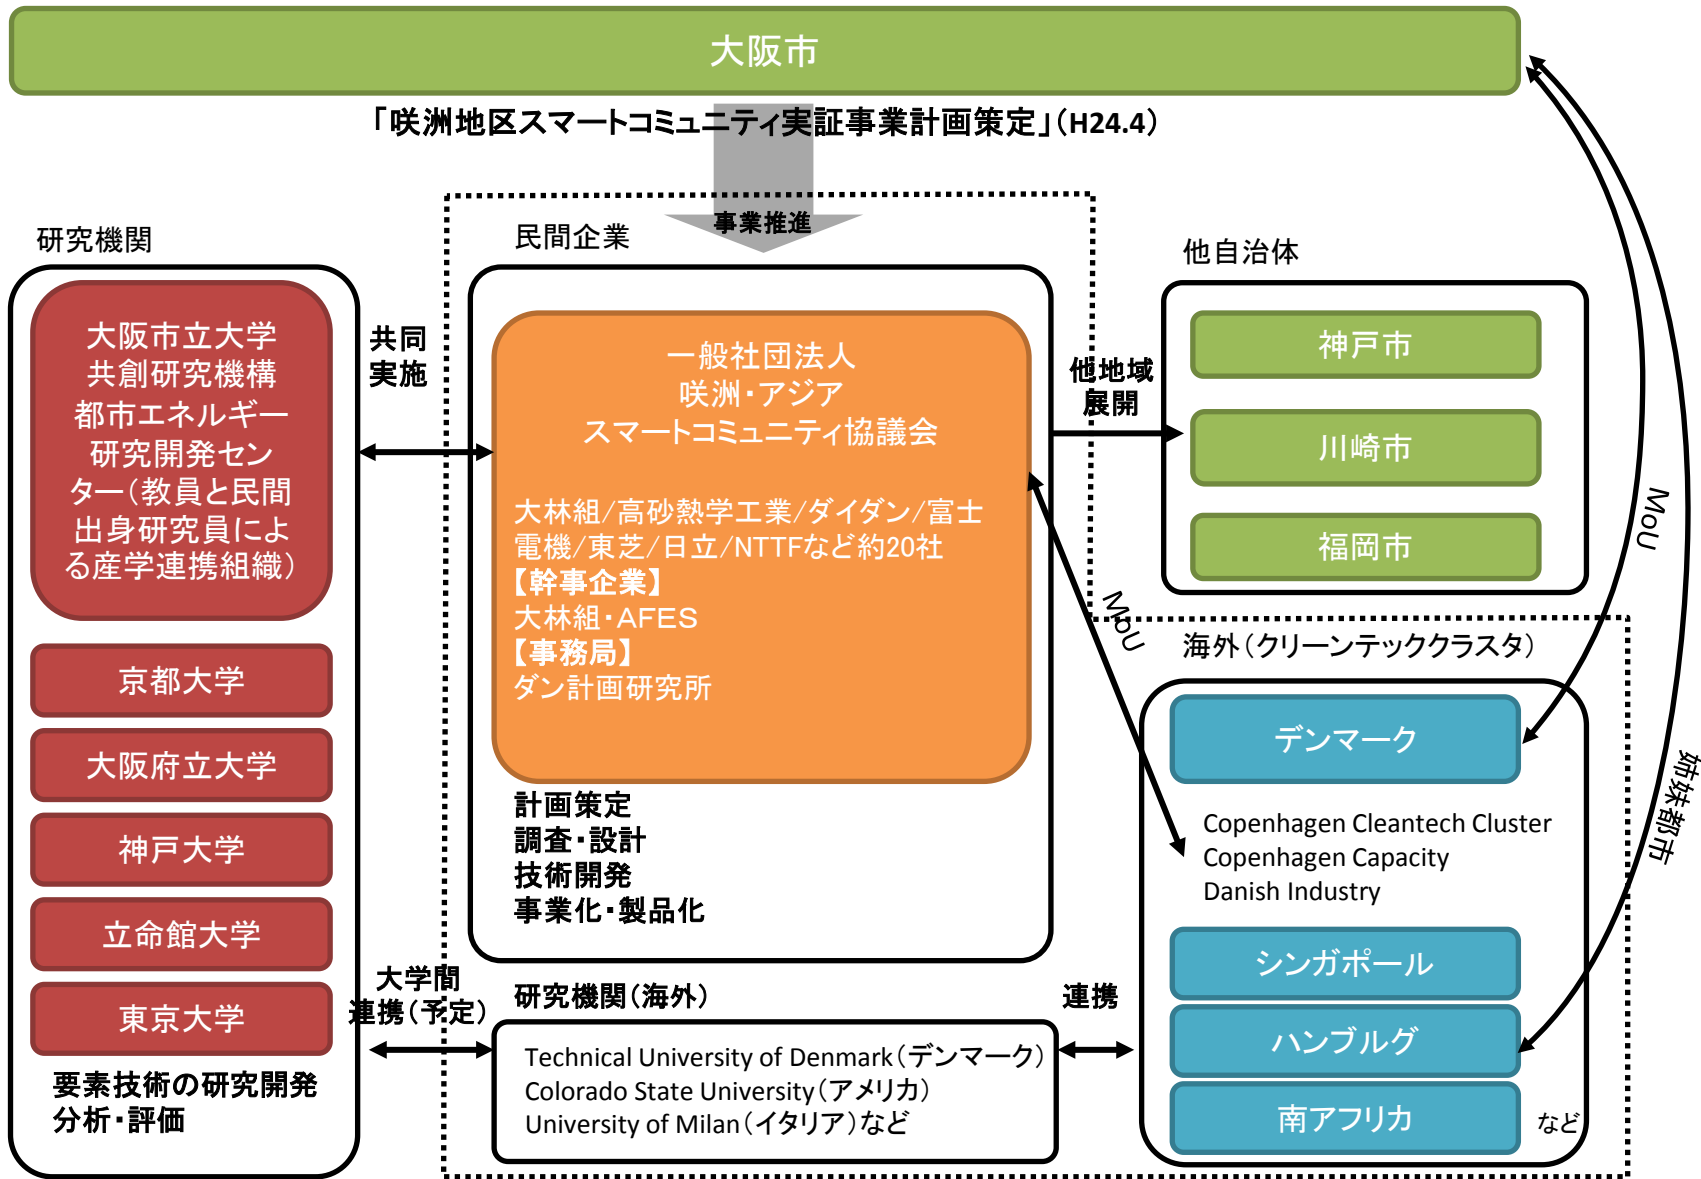 大阪市
「咲洲地区スマートコミュニティ実証事業計画策定」（H24.4）
事業推進
研究機関
大阪市立大学
共創研究機構
都市エネルギー
研究開発セン
ター（教員と民間
出身研究員によ
る産学連携組織）
京都大学
大阪府立大学
神戸大学
立命館大学
東京大学
要素技術の研究開発
分析・評価
共同
実施
民間企業
一般社団法人
咲洲・アジア
スマートコミュニティ協議会
大林組/高砂熱学工業/ダイダン/富士
電機/東芝/日立/NTTFなど約20社
【幹事企業】
大林組・AFES
【事務局】
ダン計画研究所
計画策定
調査・設計
技術開発
事業化・製品化
他地域
展開
他自治体
神戸市
川崎市
福岡市
MoU
MoU
姉妹都市
海外（クリーンテッククラスタ）
デンマーク
Copenhagen Cleantech Cluster
Copenhagen Capacity
Danish Industry
シンガポール
ハンブルグ
南アフリカ
など
大学間
連携（予定）
研究機関（海外）
Technical University of Denmark（デンマーク）
Colorado State University（アメリカ）
University of Milan（イタリア）など
連携